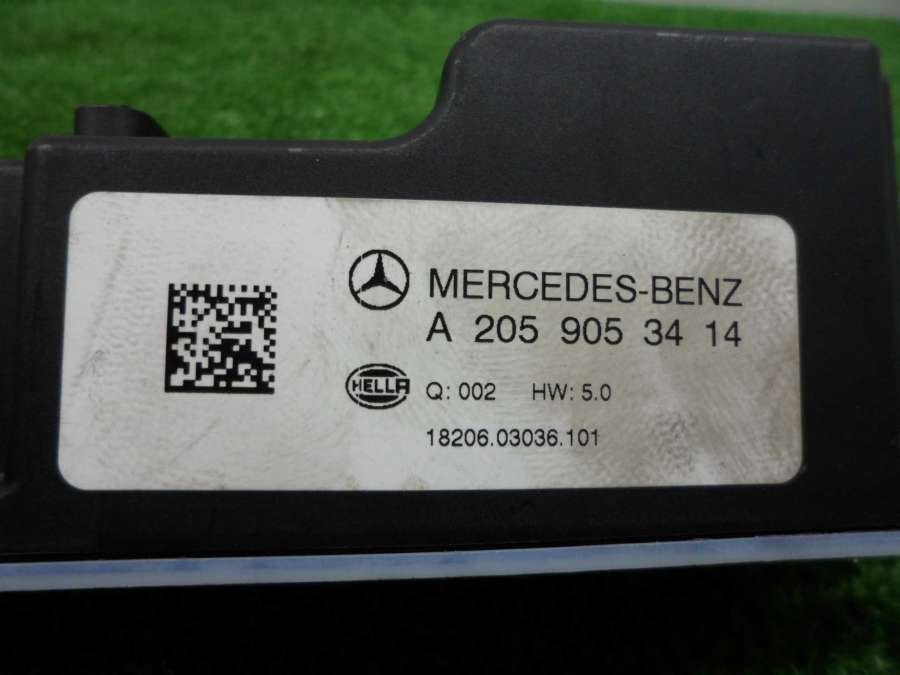 MERCEDES-BENZ
A 205 905 34 14
HELLA
Q: 002 HW: 5.0
18206.03036.101